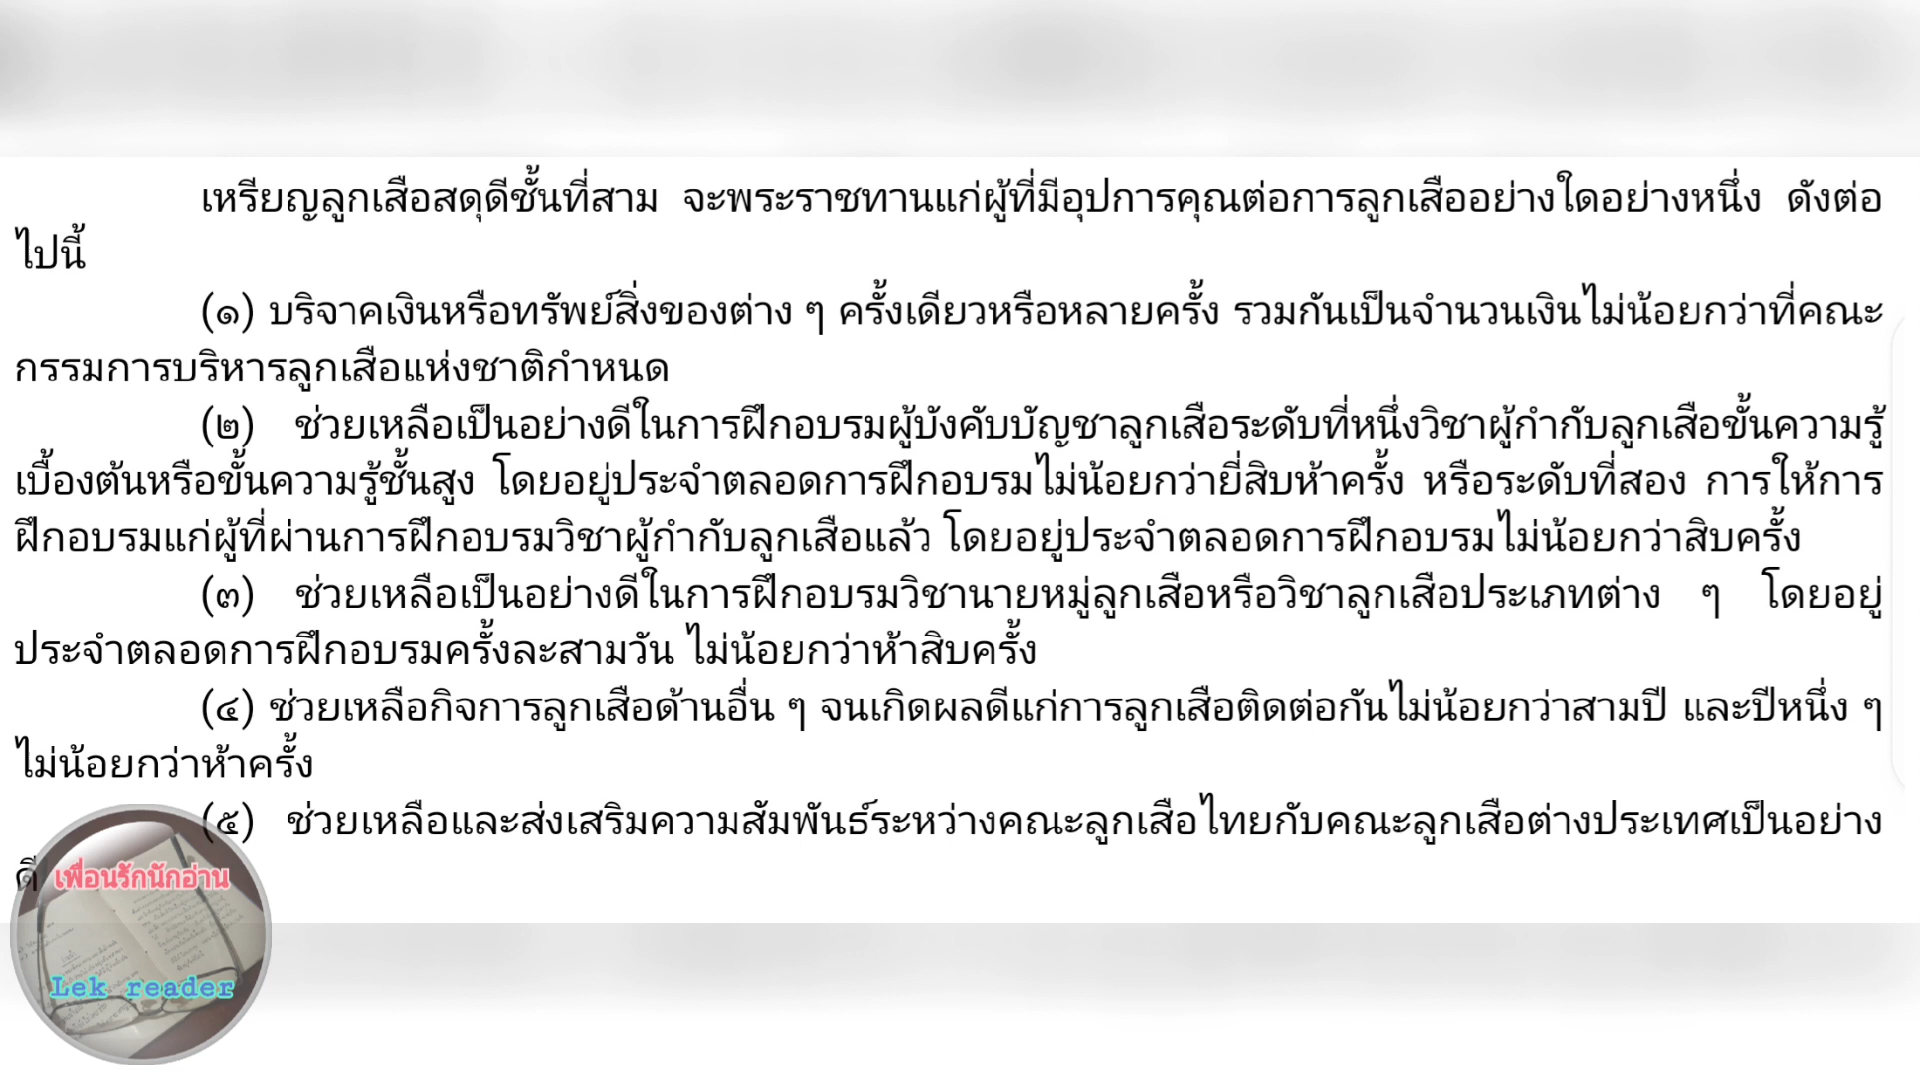 เหรียญลูกเสือสดุดีชั้นที่สาม จะพระราชทานแก่ผู้ที่มีอุปการคุณต่อการลูกเสืออย่างใดอย่างหนึ่ง ดังต่อ
ไปนี้
(๑) บริจาคเงินหรือทรัพย์สิ่งของต่าง ๆ ครั้งเดียวหรือหลายครั้ง รวมกันเป็นจำนวนเงินไม่น้อยกว่าที่คณะ
กรรมการบริหารลูกเสือแห่งชาติกำหนด
(๒) ช่วยเหลือเป็นอย่างดีในการฝึกอบรมผู้บังคับบัญชาลูกเสือระดับที่หนึ่งวิชาผู้กำกับลูกเสือขั้นความรู้
เบื้องต้นหรือขั้นความรู้ชั้นสูง โดยอยู่ประจำตลอดการฝึกอบรมไม่น้อยกว่ายี่สิบห้าครั้ง หรือระดับที่สอง การให้การ
ฝึกอบรมแก่ผู้ที่ผ่านการฝึกอบรมวิชาผู้กำกับลูกเสือแล้ว โดยอยู่ประจำตลอดการฝึกอบรมไม่น้อยกว่าสิบครั้ง
(๓) ช่วยเหลือเป็นอย่างดีในการฝึกอบรมวิชานายหมู่ลูกเสือหรือวิชาลูกเสือประเภทต่าง ๆ โดยอยู่
ประจำตลอดการฝึกอบรมครั้งละสามวัน ไม่น้อยกว่าห้าสิบครั้ง
(๔) ช่วยเหลือกิจการลูกเสือด้านอื่น ๆ จนเกิดผลดีแก่การลูกเสือติดต่อกันไม่น้อยกว่าสามปี และปีหนึ่ง ๆ
ไม่น้อยกว่าห้าครั้ง
(๕) ช่วยเหลือและส่งเสริมความสัมพันธ์ระหว่างคณะลูกเสือไทยกับคณะลูกเสือต่างประเทศเป็นอย่าง
ดี
เพื่อนรักนักอ่าน
Lek reader